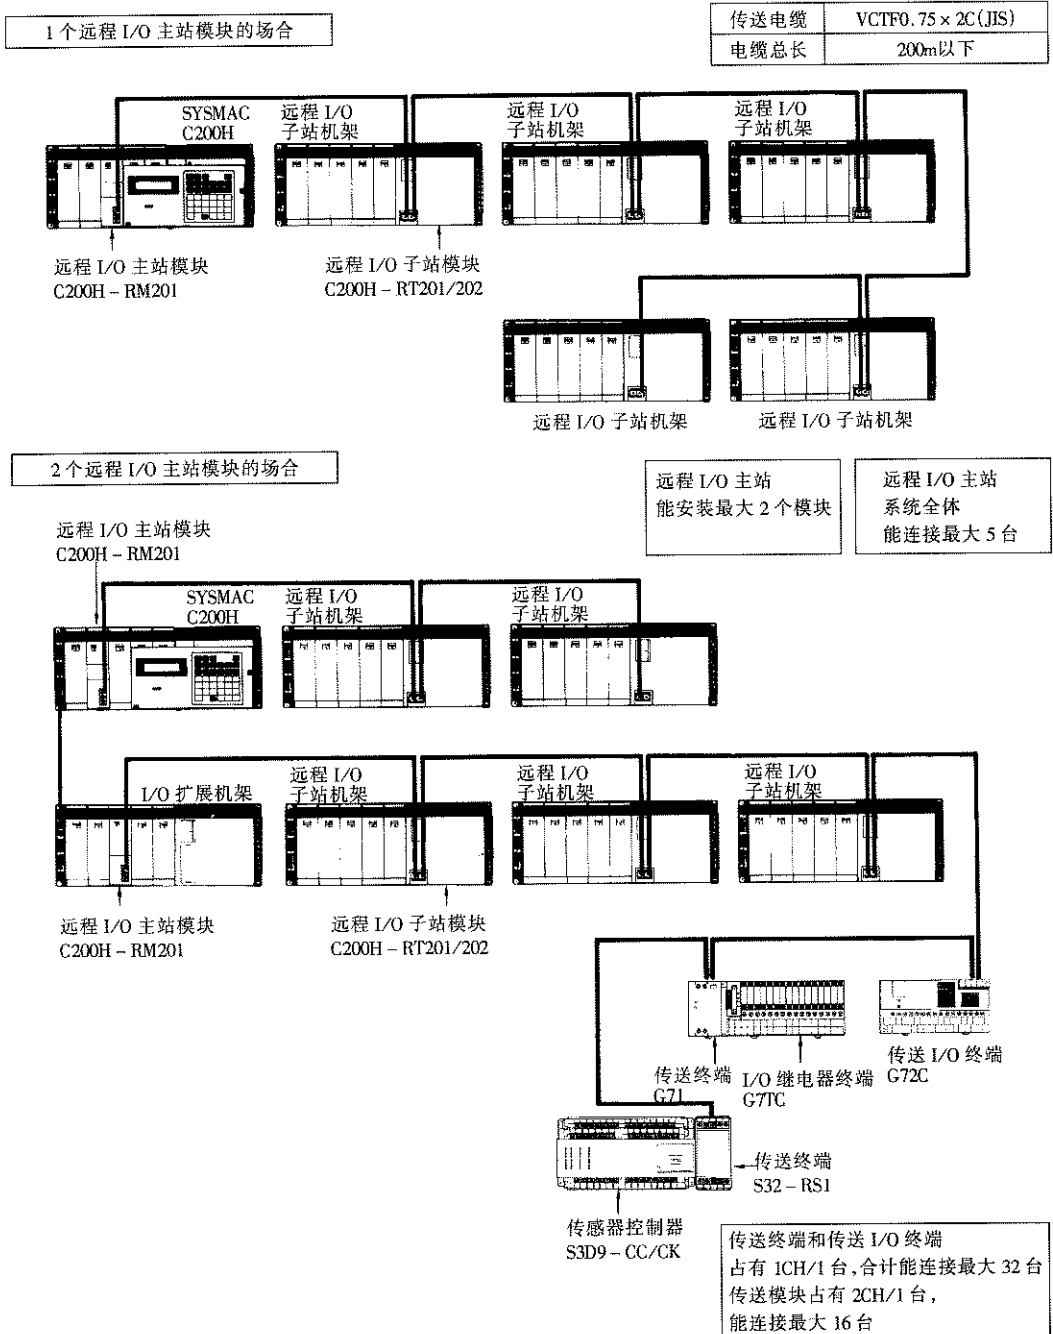 1个远程 I/O 主站模块的场合
传送电缆 VCTF0.75×2C(JIS)
电缆总长 200m以下
SYSMAC
C200H
远程 I/O
子站机架
远程 I/O
子站机架
远程 I/O
子站机架
远程 I/O 主站模块
C200H－RM201
远程 I/O 子站模块
C200H－RT201/202
远程 I/O 子站机架
远程 I/O 子站机架
2个远程 I/O 主站模块的场合
远程 I/O 主站
能安装最大 2 个模块
远程 I/O 主站
系统全体
能连接最大 5 台
远程 I/O 主站模块
C200H－RM201
SYSMAC
C200H
远程 I/O
子站机架
远程 I/O
子站机架
I/O 扩展机架
远程 I/O
子站机架
远程 I/O
子站机架
远程 I/O
子站机架
远程 I/O 主站模块
C200H－RM201
远程 I/O 子站模块
C200H－RT201/202
传送终端
G71
I/O 继电器终端
G7TC
传送 I/O 终端
G72C
传送终端
S32－RS1
传感器控制器
S3D9－CC/CK
传送终端和传送 I/O 终端
占有 1CH/1 台,合计能连接最大 32 台
传送模块占有 2CH/1 台,
能连接最大 16 台